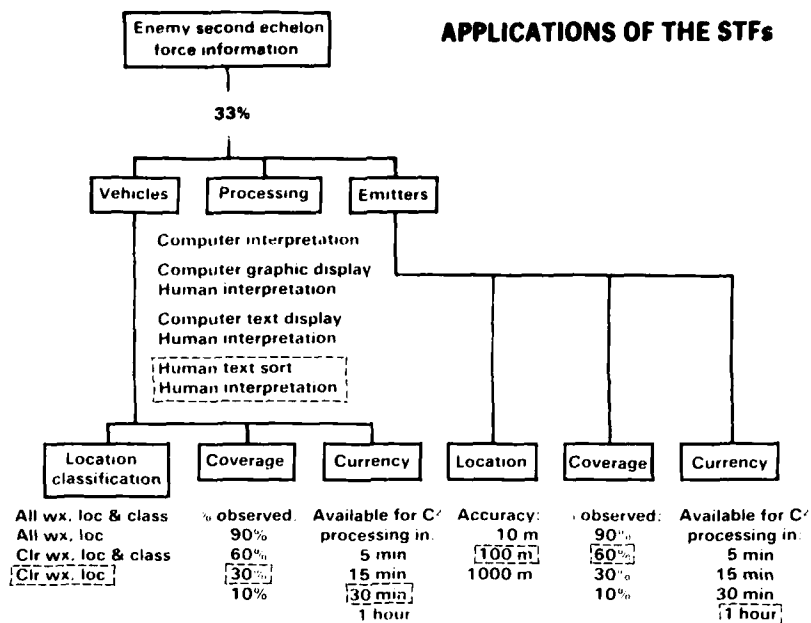 APPLICATIONS OF THE STFs
Enemy second echelon
force information
33%
Vehicles
Processing
Emitters
Computer interpretation
Computer graphic display
Human interpretation
Computer text display
Human interpretation
Human text sort
Human interpretation
Location
classification
Coverage
Currency
Location
Coverage
Currency
All wx, loc & class
All wx, loc
Clr wx, loc & class
Clr wx, loc
% observed:
90%
60%
30%
10%
Available for
processing in:
5 min
15 min
30 min
1 hour
Accuracy:
10 m
100 m
1000 m
observed:
90%
60%
30%
10%
Available for
processing in:
5 min
15 min
30 min
1 hour